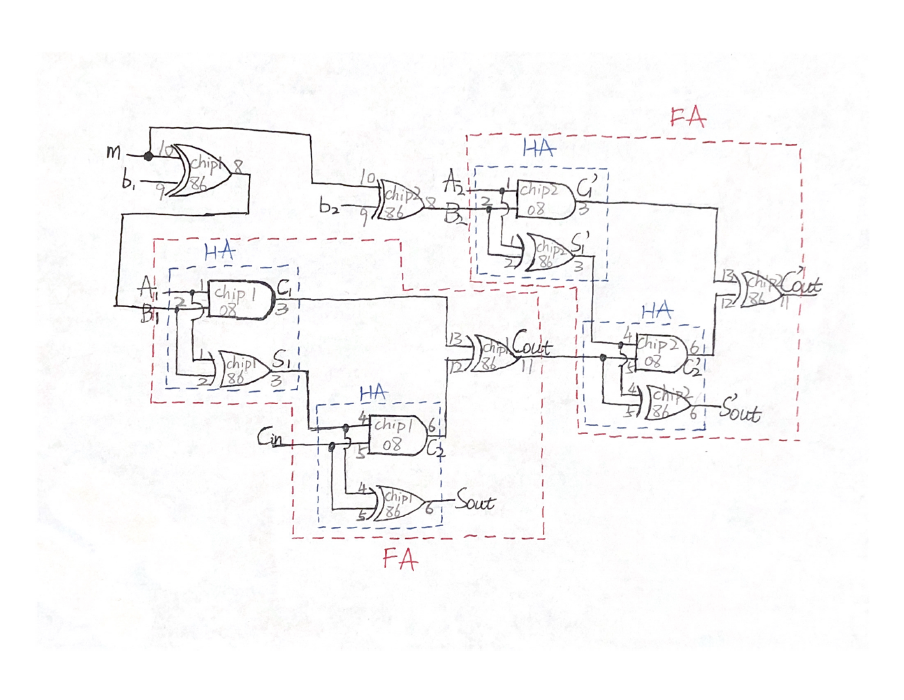 FA
HA
m
10
chip1
86
8
b₁
9
10
chip2
86
8
b₂
9
A₂
B₂
1
2
chip2
08
C₁'
3
1
2
chip2
86
S₁'
3
13
12
chip2
86
C'out
11
HA
A₁
B₁
1
2
chip 1
08
C₁
3
1
2
chip1
86
S₁
3
13
12
chip1
86
Cout
11
HA
4
5
chip2
08
6
C₂'
4
5
chip2
86
6
S'out
HA
Cin
4
5
chip1
08
6
C₂
4
5
chip1
86
6
Sout
FA